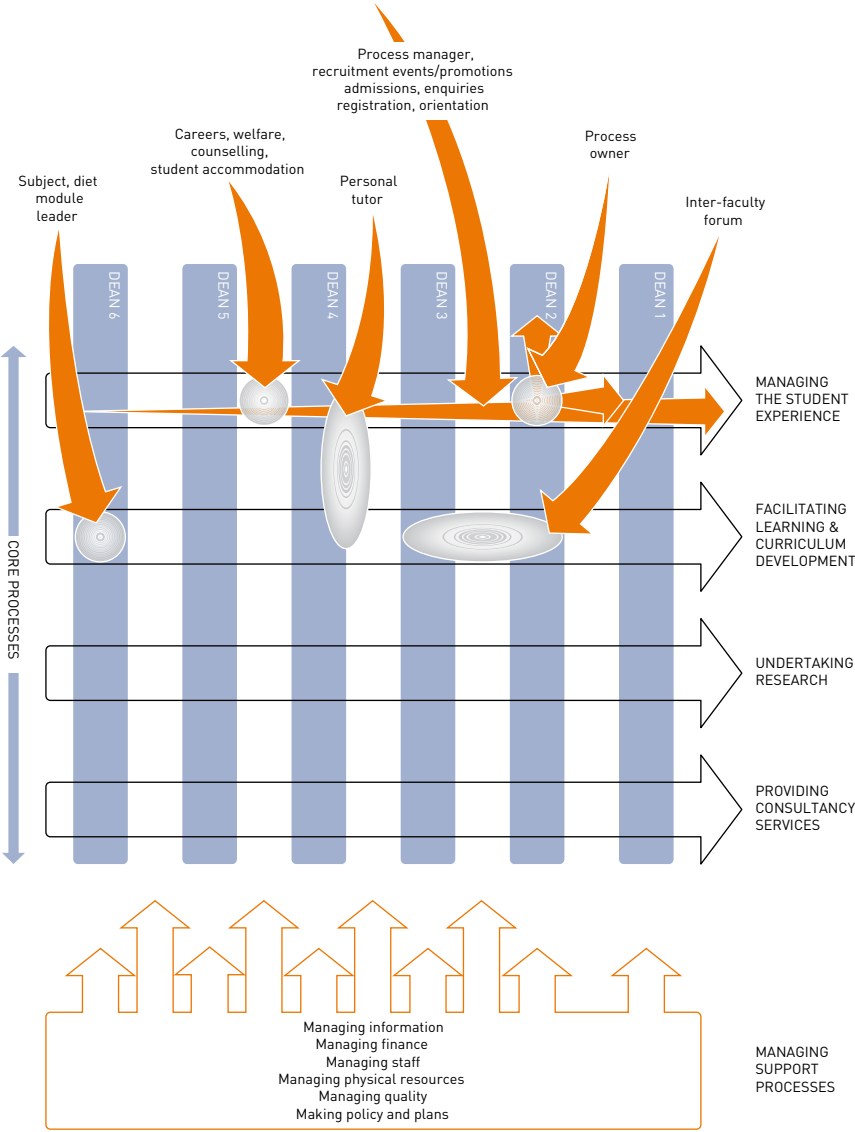 Process manager,
recruitment events/promotions
admissions, enquiries
registration, orientation
Careers, welfare,
counselling,
student accommodation
Process
owner
Subject, diet
module
leader
Personal
tutor
Inter-faculty
forum
DEAN 6
DEAN 5
DEAN 4
DEAN 3
DEAN 2
DEAN 1
CORE PROCESSES
MANAGING
THE STUDENT
EXPERIENCE
FACILITATING
LEARNING &
CURRICULUM
DEVELOPMENT
UNDERTAKING
RESEARCH
PROVIDING
CONSULTANCY
SERVICES
Managing information
Managing finance
Managing staff
Managing physical resources
Managing quality
Making policy and plans
MANAGING
SUPPORT
PROCESSES